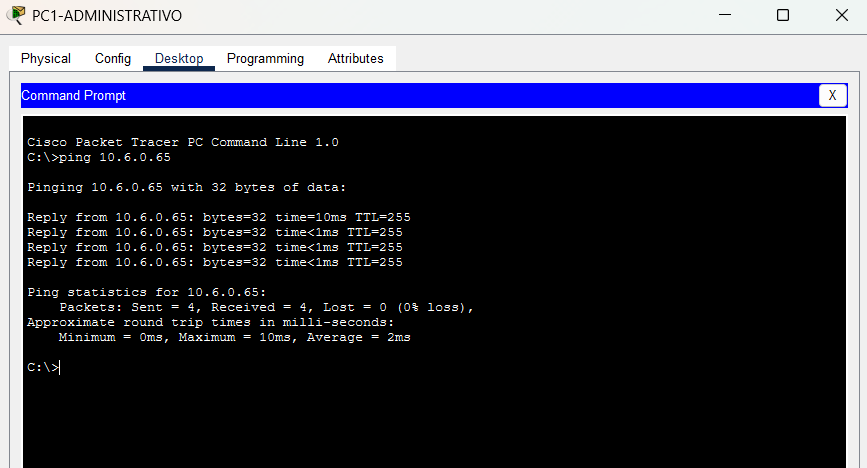 PC1-ADMINISTRATIVO
Physical Config Desktop Programming Attributes
Command Prompt
X
Cisco Packet Tracer PC Command Line 1.0
C:\>ping 10.6.0.65
Pinging 10.6.0.65 with 32 bytes of data:
Reply from 10.6.0.65: bytes=32 time=10ms TTL=255
Reply from 10.6.0.65: bytes=32 time<1ms TTL=255
Reply from 10.6.0.65: bytes=32 time<1ms TTL=255
Reply from 10.6.0.65: bytes=32 time<1ms TTL=255
Ping statistics for 10.6.0.65:
Packets: Sent = 4, Received = 4, Lost = 0 (0% loss),
Approximate round trip times in milli-seconds:
Minimum = 0ms, Maximum = 10ms, Average = 2ms
C:\>